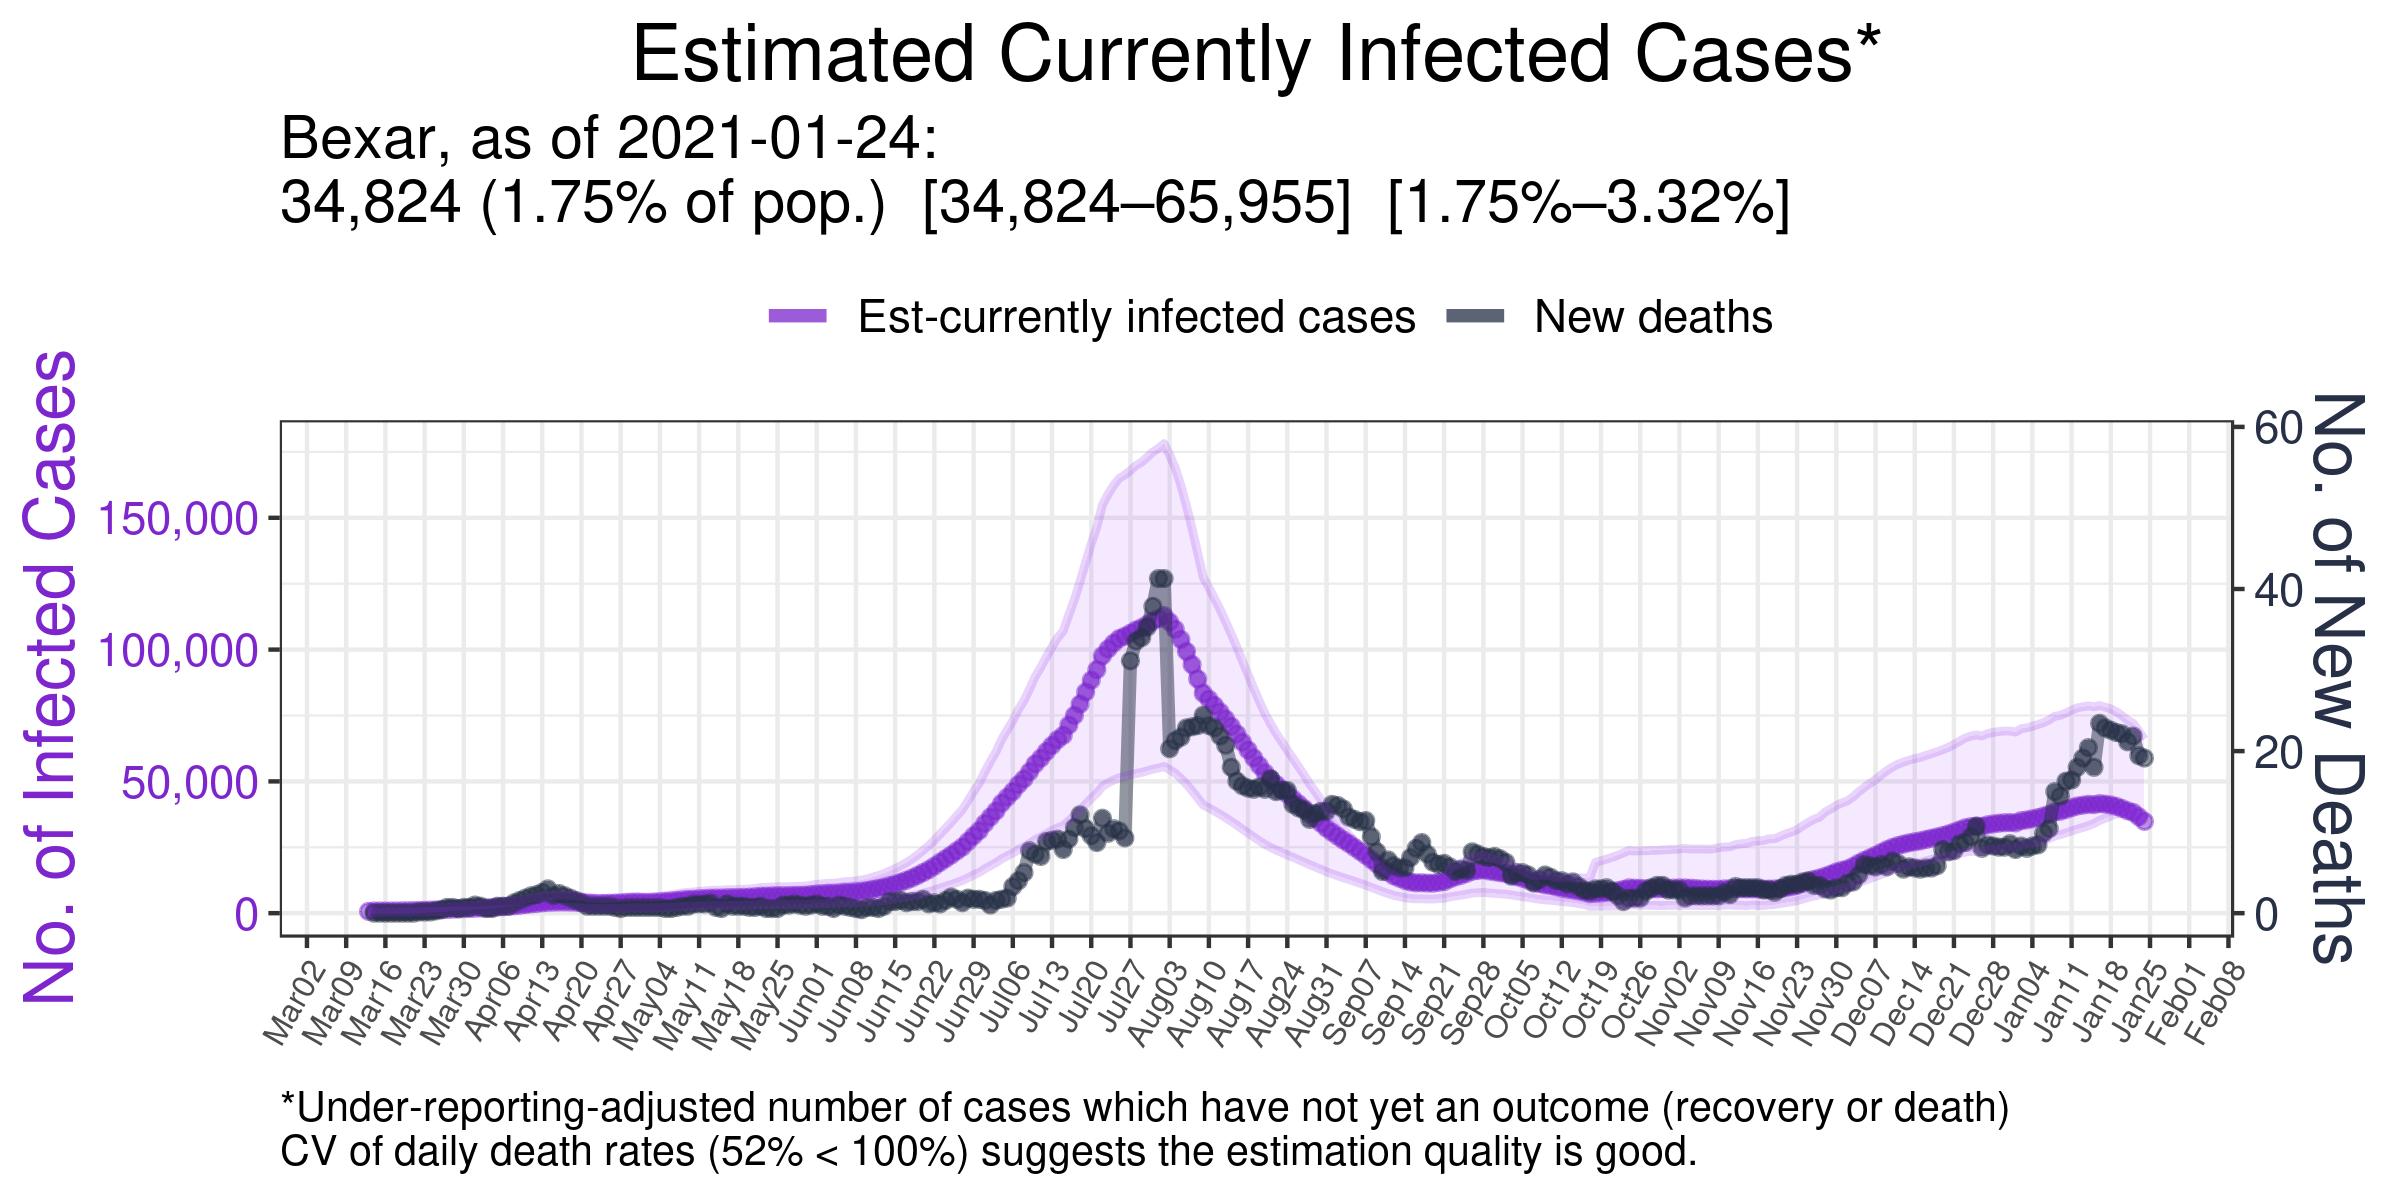 Estimated Currently Infected Cases*
Bexar, as of 2021-01-24:
34,824 (1.75% of pop.) [34,824–65,955] [1.75%–3.32%]
Est-currently infected cases New deaths
No. of Infected Cases
150,000
100,000
50,000
0
60
40
20
0
No. of New Deaths
Mar02 Mar09 Mar16 Mar23 Mar30 Apr06 Apr13 Apr20 Apr27 May04 May11 May18 May25 Jun01 Jun08 Jun15 Jun22 Jun29 Jul06 Jul13 Jul20 Jul27 Aug03 Aug10 Aug17 Aug24 Aug31 Sep07 Sep14 Sep21 Sep28 Oct05 Oct12 Oct19 Oct26 Nov02 Nov09 Nov16 Nov23 Nov30 Dec07 Dec14 Dec21 Dec28 Jan04 Jan11 Jan18 Jan25 Feb01 Feb08
*Under-reporting-adjusted number of cases which have not yet an outcome (recovery or death)
CV of daily death rates (52% < 100%) suggests the estimation quality is good.